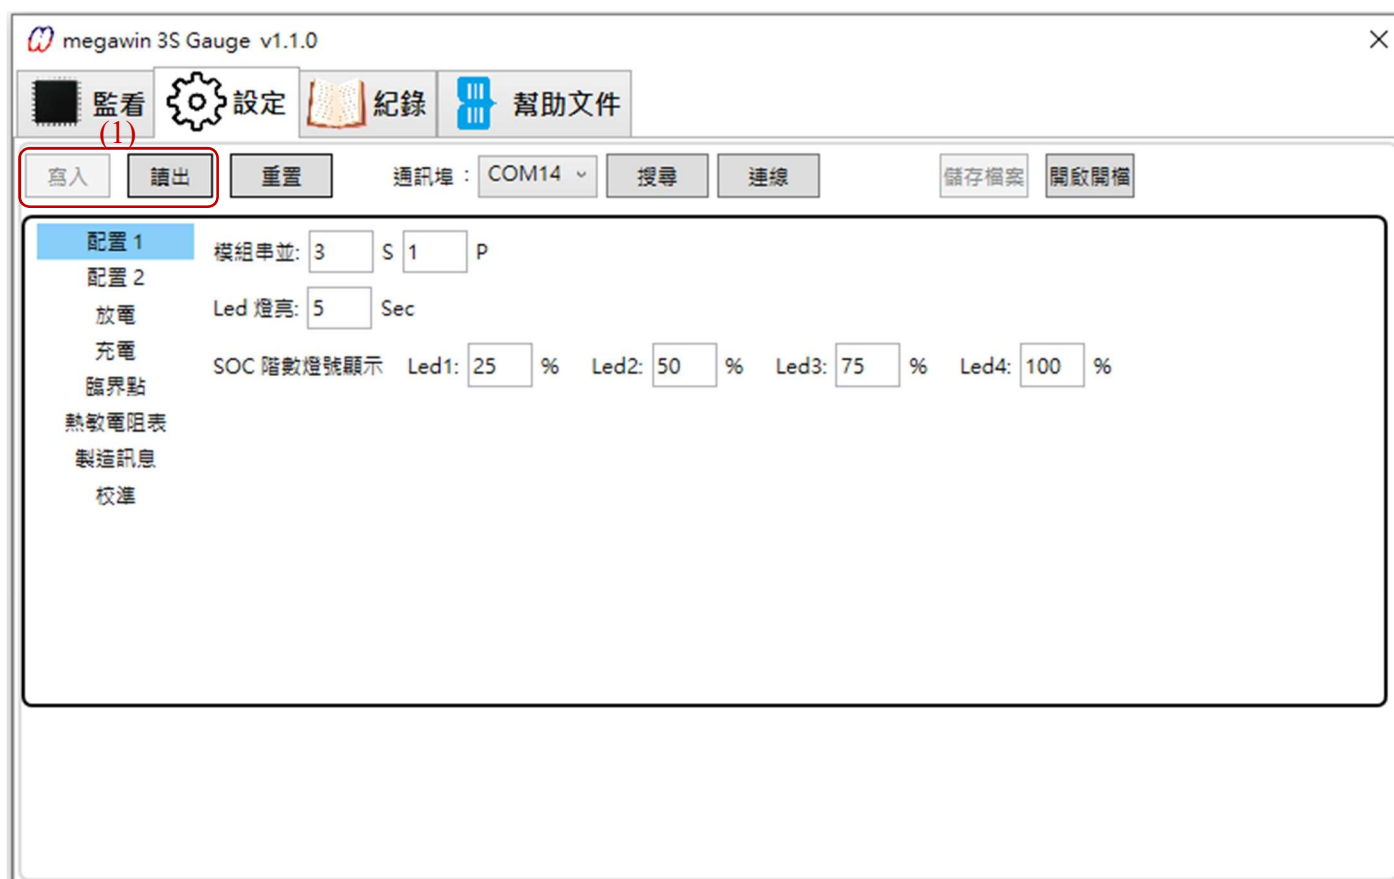 megawin 3S Gauge v1.1.0
監看 設定 紀錄 幫助文件
(1)
寫入 讀出 重置 通訊埠： COM14 搜尋 連線 儲存檔案 開啟開檔
配置 1
模組串並: 3 S 1 P
配置 2
Led 燈亮: 5 Sec
放電
充電
SOC 階數燈號顯示 Led1: 25 % Led2: 50 % Led3: 75 % Led4: 100 %
臨界點
熱敏電阻表
製造訊息
校準